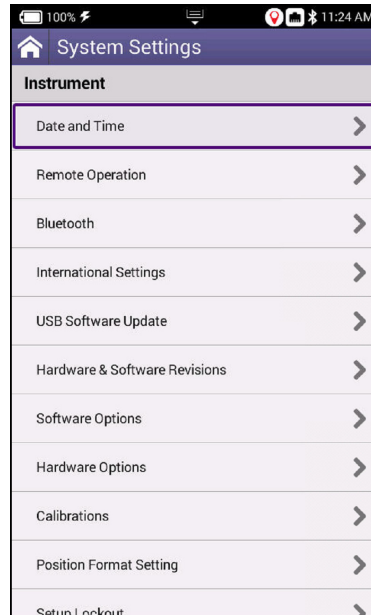 100% 11:24 AM
System Settings
Instrument
Date and Time
Remote Operation
Bluetooth
International Settings
USB Software Update
Hardware & Software Revisions
Software Options
Hardware Options
Calibrations
Position Format Setting
Setup Lockout